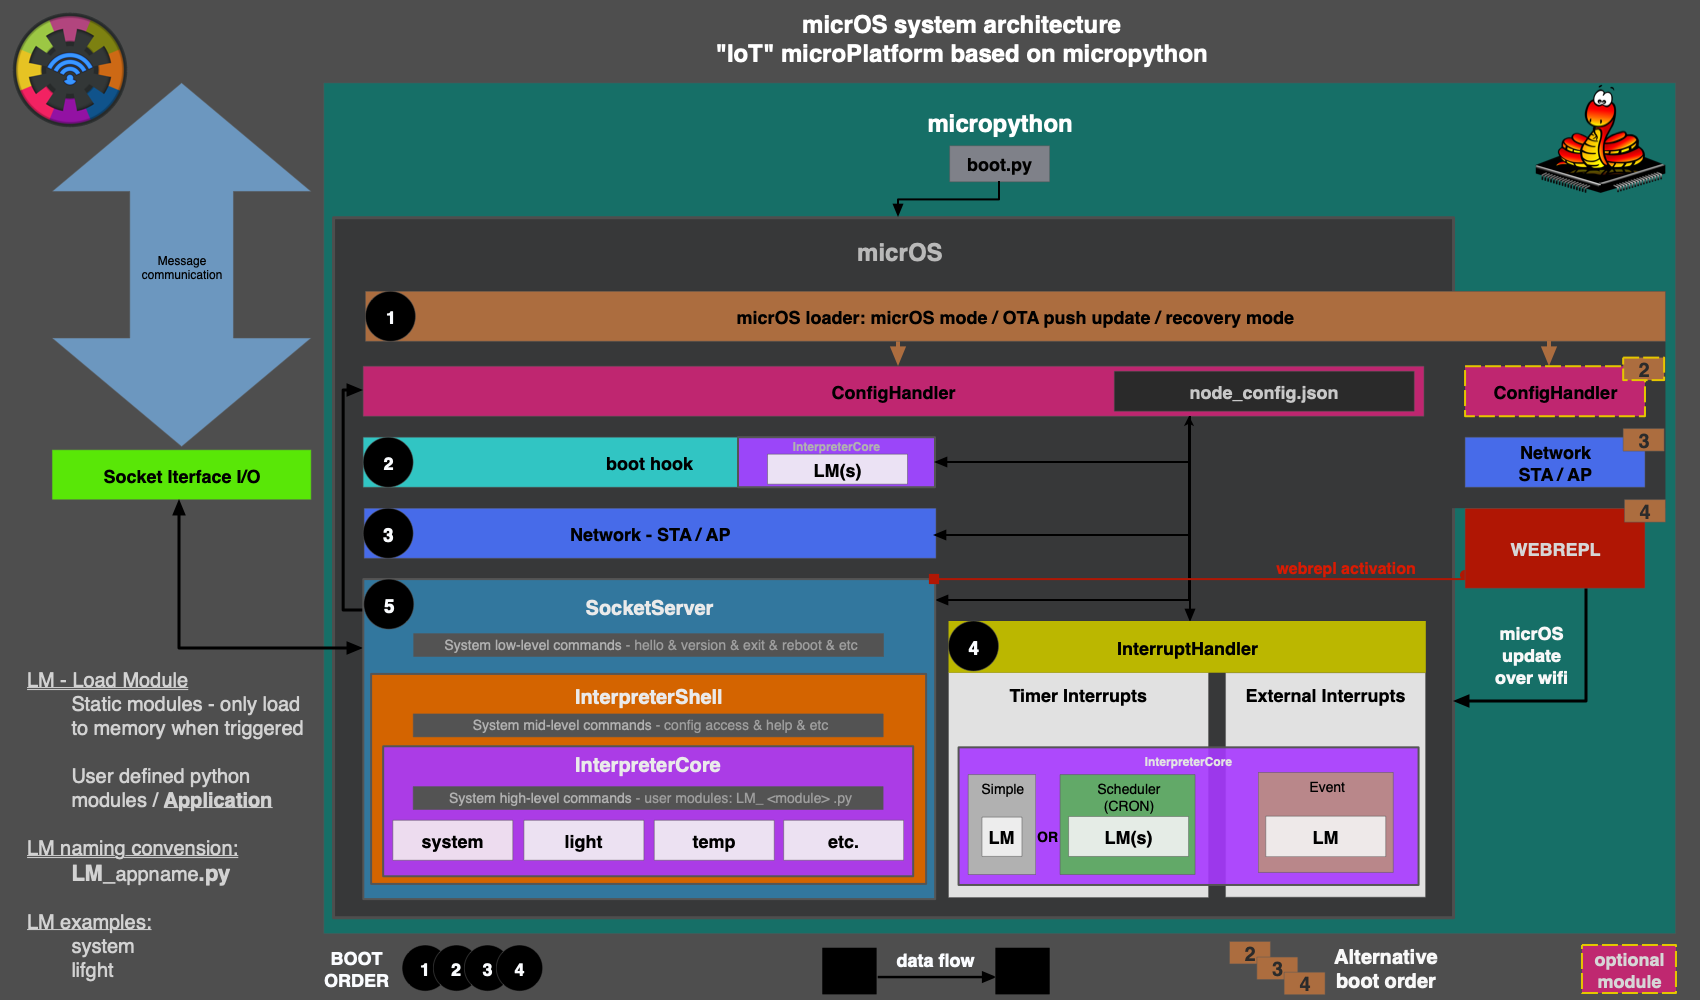 micrOS system architecture
"IoT" microPlatform based on micropython
micropython
boot.py
Message
communication
micrOS
1
micrOS loader: micrOS mode / OTA push update / recovery mode
ConfigHandler
node_config.json
ConfigHandler
2
2
boot hook
InterpreterCore
LM(s)
Network
STA / AP
3
Socket Iterface I/O
3
Network - STA / AP
WEBREPL
4
webrepl activation
5
SocketServer
System low-level commands - hello & version & exit & reboot & etc
InterpreterShell
System mid-level commands - config access & help & etc
InterpreterCore
System high-level commands - user modules: LM_ <module> .py
system
light
temp
etc.
4
InterruptHandler
Timer Interrupts
External Interrupts
InterpreterCore
Simple
LM
OR
Scheduler
(CRON)
LM(s)
Event
LM
micrOS
update
over wifi
LM - Load Module
Static modules - only load
to memory when triggered
User defined python
modules / Application
LM naming convension:
LM_appname.py
LM examples:
system
lifght
BOOT
ORDER
1 2 3 4
data flow
2
3
4
Alternative
boot order
optional
module